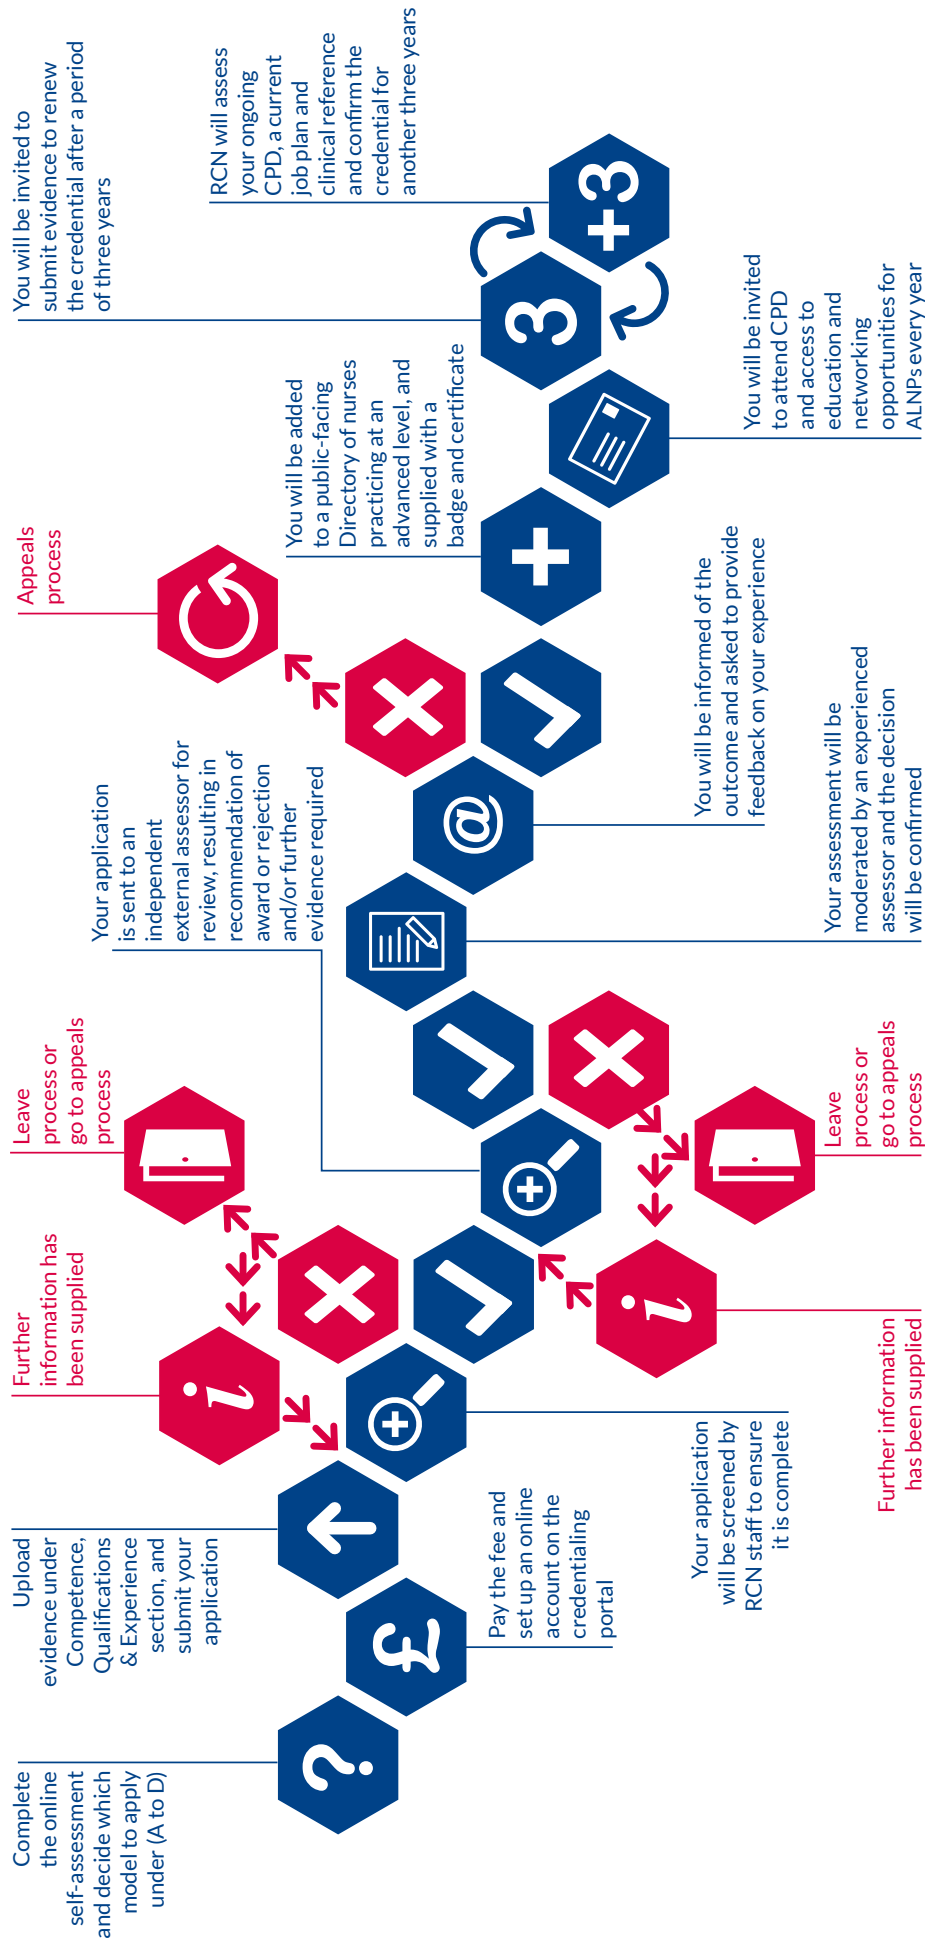 Complete
the online
self-assessment
and decide which
model to apply
under (A to D)
?
£
Pay the fee and
set up an online
account on the
credentialing
portal
Upload
evidence under
Competence,
Qualifications
& Experience
section, and
submit your
application
Your application
will be screened by
RCN staff to ensure
it is complete
Further
information has
been supplied
i
Leave
process or
go to appeals
process
Your application
is sent to an
independent
external assessor for
review, resulting in
recommendation of
award or rejection
and/or further
evidence required
i
Further information
has been supplied
Leave
process or
go to appeals
process
Your assessment will be
moderated by an experienced
assessor and the decision
will be confirmed
@
You will be informed of the
outcome and asked to provide
feedback on your experience
Appeals
process
+
You will be added
to a public-facing
Directory of nurses
practicing at an
advanced level, and
supplied with a
badge and certificate
You will be invited
to attend CPD
and access to
education and
networking
opportunities for
ALNPs every year
3
You will be invited to
submit evidence to renew
the credential after a period
of three years
+3
RCN will assess
your ongoing
CPD, a current
job plan and
clinical reference
and confirm the
credential for
another three years